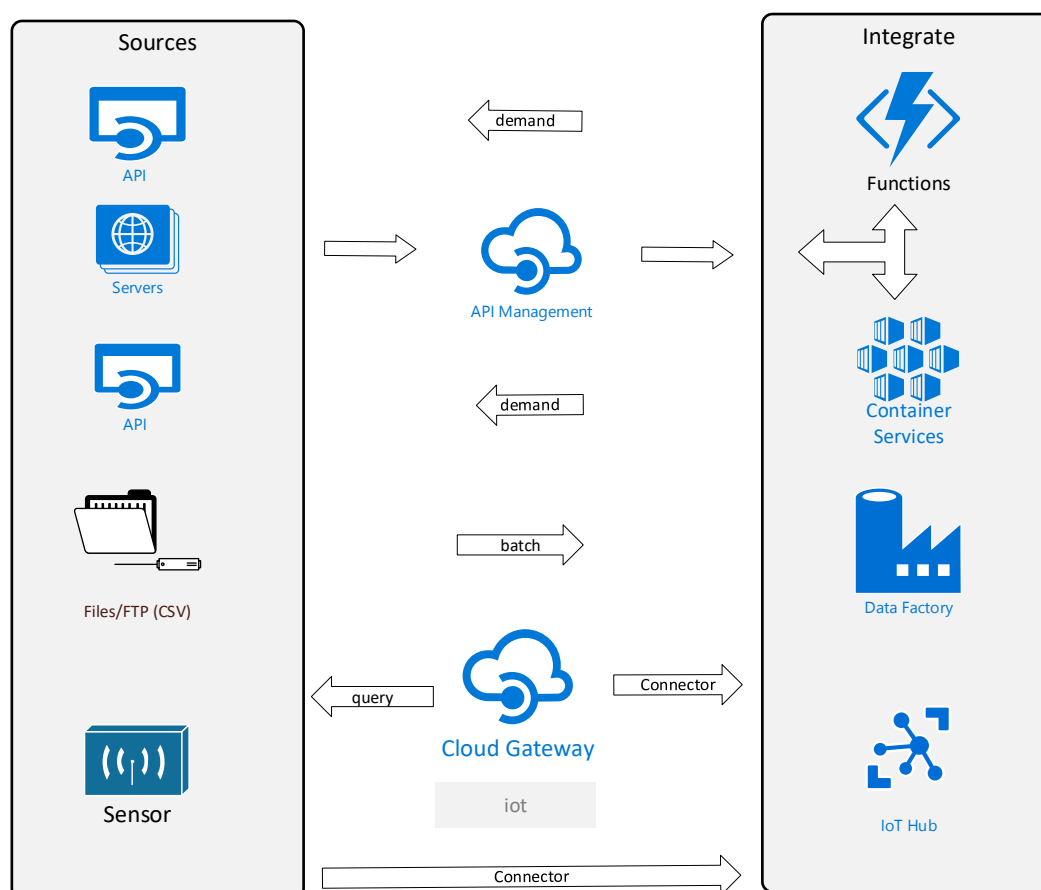 Sources
API
Servers
API
Files/FTP (CSV)
Sensor
demand
API Management
demand
batch
query
Connector
Cloud Gateway
iot
Connector
Integrate
Functions
Container
Services
Data Factory
IoT Hub